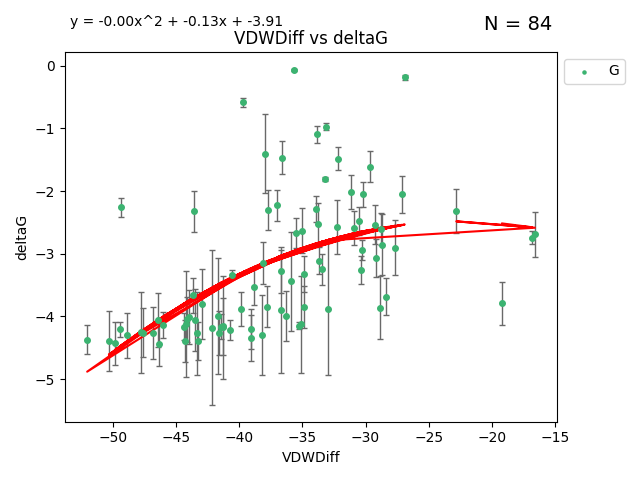 y = -0.00x^2 + -0.13x + -3.91
N = 84
VDWDiff vs deltaG
G
deltaG
0
−1
−2
−3
−4
−5
−50 −45 −40 −35 −30 −25 −20 −15
VDWDiff